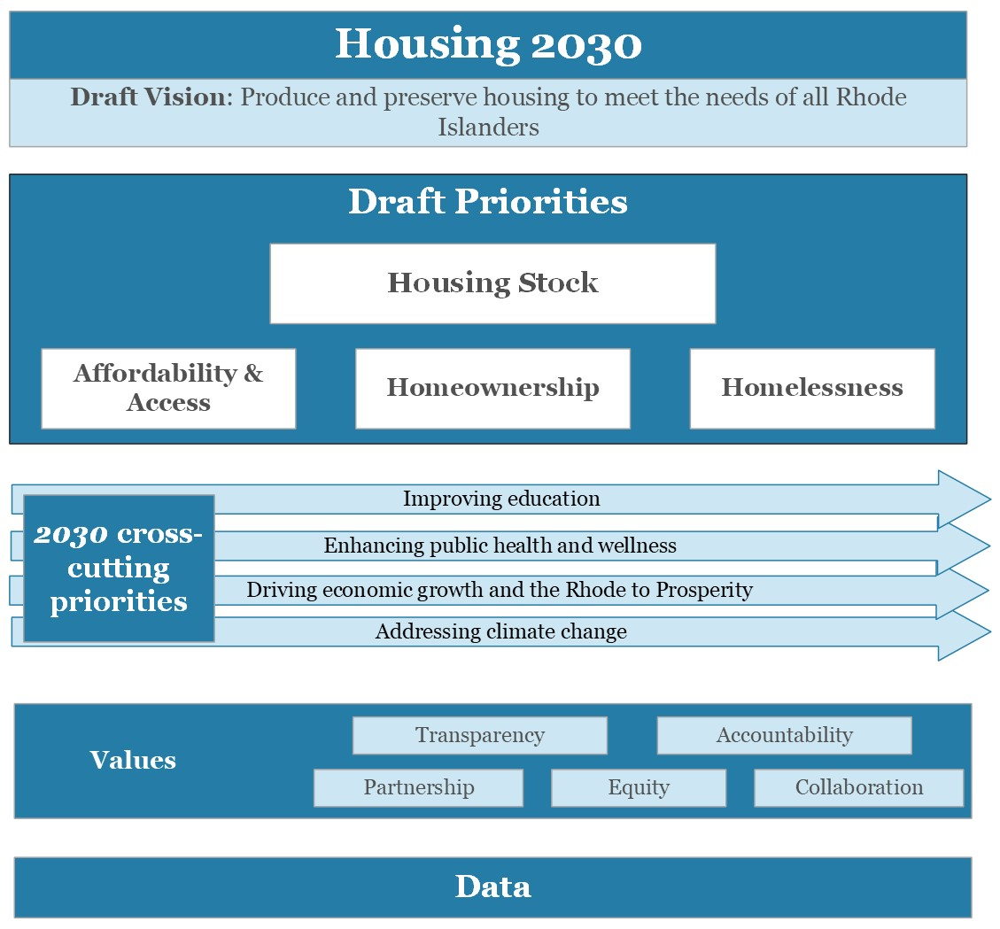 Housing 2030
Draft Vision: Produce and preserve housing to meet the needs of all Rhode
Islanders
Draft Priorities
Housing Stock
Affordability &
Access
Homeownership
Homelessness
2030 cross-
cutting
priorities
Improving education
Enhancing public health and wellness
Driving economic growth and the Rhode to Prosperity
Addressing climate change
Values
Transparency
Accountability
Partnership
Equity
Collaboration
Data